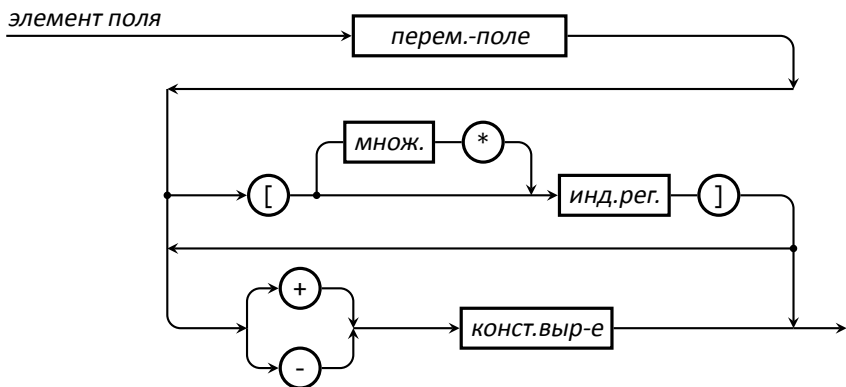 элемент поля
перем.-поле
множ. *
[ инд.рег. ]
+
конст.выр-е
-